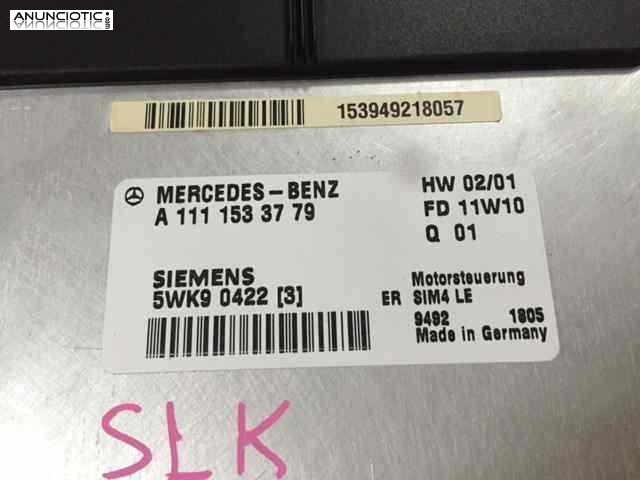 ANUNCIOTIC.com
153949218057
MERCEDES-BENZ
A 111 153 37 79
HW 02/01
FD 11W10
Q 01
SIEMENS
5WK9 0422 [3]
Motorsteuerung
ER SIM4 LE
9492 1805
Made in Germany
SLK